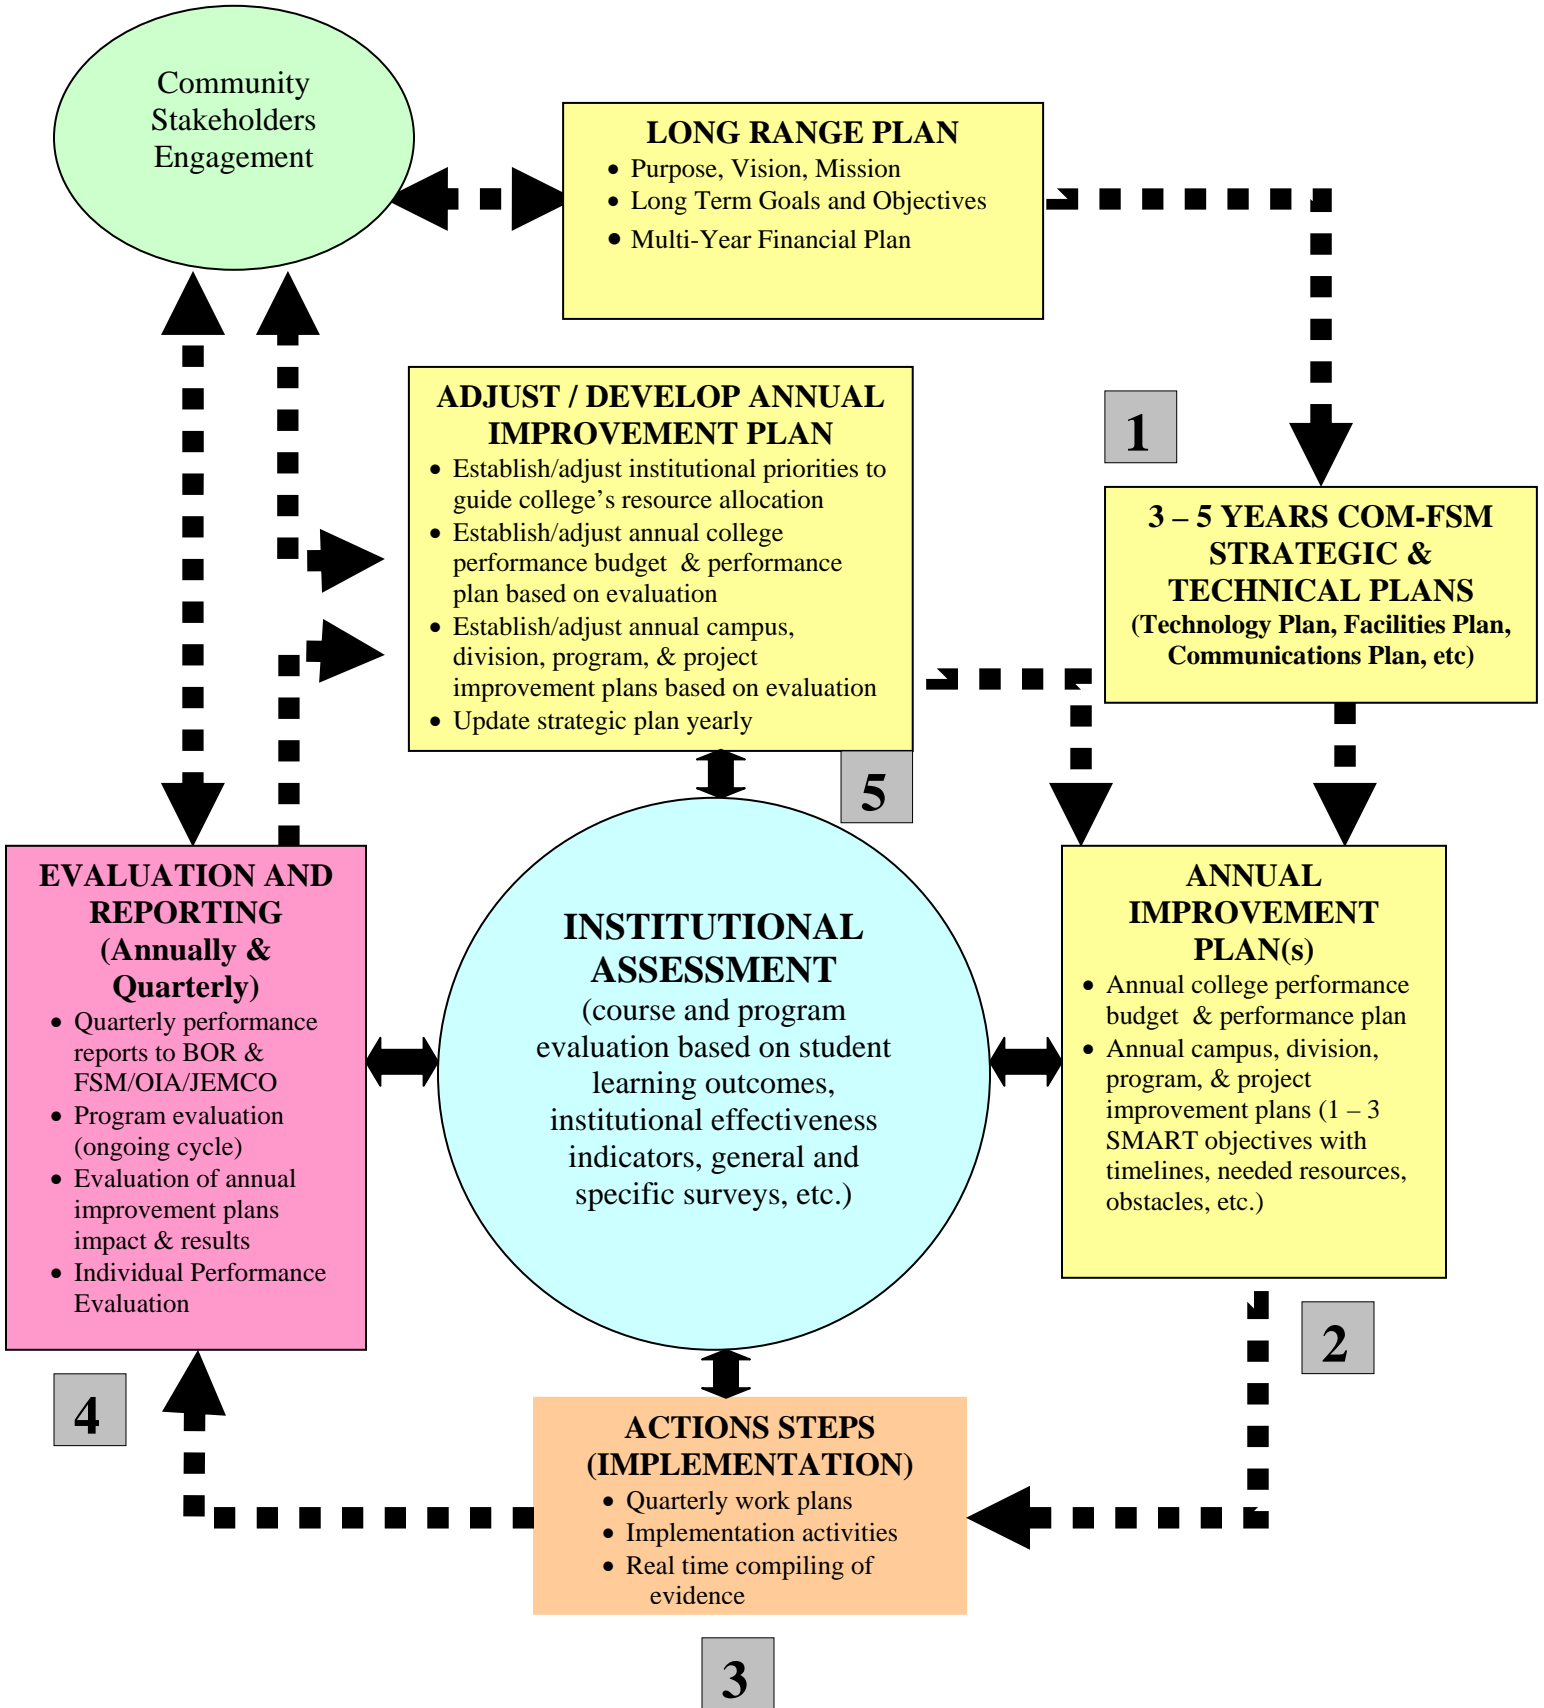 Community
Stakeholders
Engagement
LONG RANGE PLAN
• Purpose, Vision, Mission
• Long Term Goals and Objectives
• Multi-Year Financial Plan
ADJUST / DEVELOP ANNUAL
IMPROVEMENT PLAN
• Establish/adjust institutional priorities to
guide college’s resource allocation
• Establish/adjust annual college
performance budget & performance
plan based on evaluation
• Establish/adjust annual campus,
division, program, & project
improvement plans based on evaluation
• Update strategic plan yearly
1
3 – 5 YEARS COM-FSM
STRATEGIC &
TECHNICAL PLANS
(Technology Plan, Facilities Plan,
Communications Plan, etc)
5
EVALUATION AND
REPORTING
(Annually &
Quarterly)
• Quarterly performance
reports to BOR &
FSM/OIA/JEMCO
• Program evaluation
(ongoing cycle)
• Evaluation of annual
improvement plans
impact & results
• Individual Performance
Evaluation
INSTITUTIONAL
ASSESSMENT
(course and program
evaluation based on student
learning outcomes,
institutional effectiveness
indicators, general and
specific surveys, etc.)
ANNUAL
IMPROVEMENT
PLAN(s)
• Annual college performance
budget & performance plan
• Annual campus, division,
program, & project
improvement plans (1 – 3
SMART objectives with
timelines, needed resources,
obstacles, etc.)
2
4
ACTIONS STEPS
(IMPLEMENTATION)
• Quarterly work plans
• Implementation activities
• Real time compiling of
evidence
3